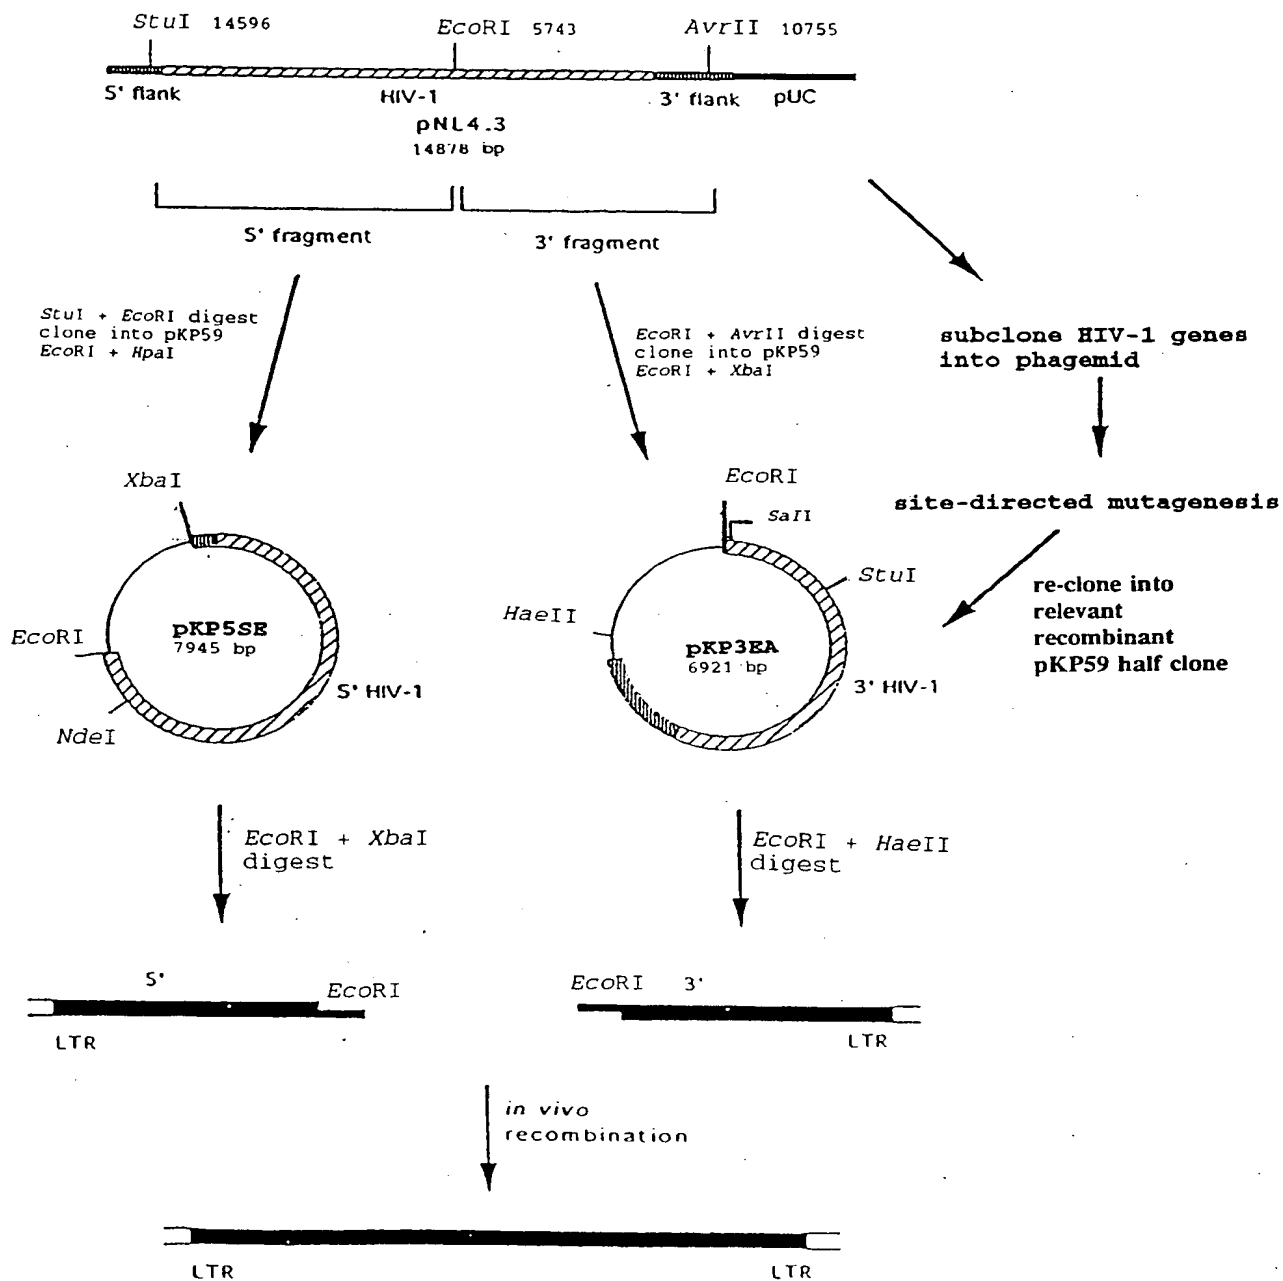 StuI 14596
EcoRI 5743
AvrII 10755
5' flank
HIV-1
3' flank
pUC
pNL4.3
14878 bp
5' fragment
3' fragment
StuI + EcoRI digest
clone into pKP59
EcoRI + HpaI
EcoRI + AvrII digest
clone into pKP59
EcoRI + XbaI
subclone HIV-1 genes
into phagemid
site-directed mutagenesis
re-clone into
relevant
recombinant
pKP59 half clone
XbaI
EcoRI
NdeI
pKP5SE
7945 bp
5' HIV-1
EcoRI
SalI
StuI
HaeII
pKP3EA
6921 bp
3' HIV-1
EcoRI + XbaI
digest
EcoRI + HaeII
digest
5'
EcoRI
LTR
EcoRI
3'
LTR
in vivo
recombination
LTR
LTR